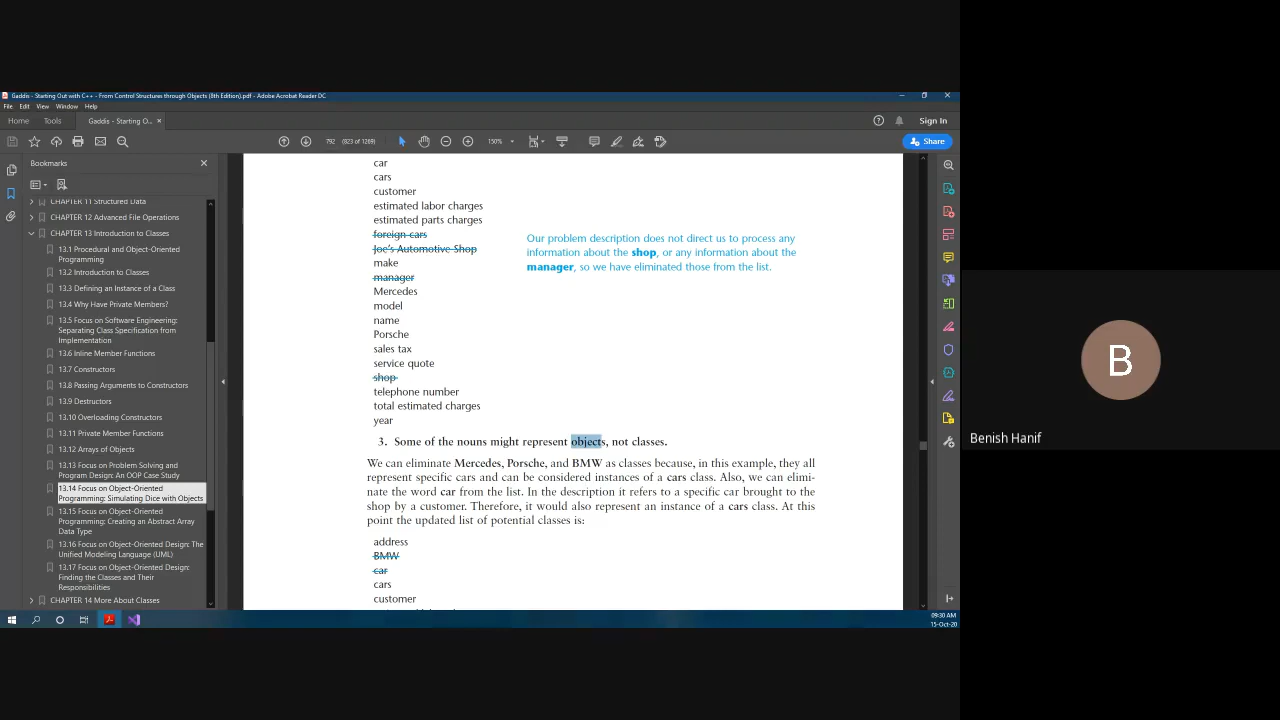 Gaddis - Starting Out with C++ - From Control Structures through Objects (8th Edition).pdf - Adobe Acrobat Reader DC
File Edit View Window Help
Home Tools Gaddis - Starting O... × Sign In
792 (823 of 1269) 150% Share
Bookmarks
CHAPTER 11 Structured Data
CHAPTER 12 Advanced File Operations
CHAPTER 13 Introduction to Classes
13.1 Procedural and Object-Oriented
Programming
13.2 Introduction to Classes
13.3 Defining an Instance of a Class
13.4 Why Have Private Members?
13.5 Focus on Software Engineering:
Separating Class Specification from
Implementation
13.6 Inline Member Functions
13.7 Constructors
13.8 Passing Arguments to Constructors
13.9 Destructors
13.10 Overloading Constructors
13.11 Private Member Functions
13.12 Arrays of Objects
13.13 Focus on Problem Solving and
Program Design: An OOP Case Study
13.14 Focus on Object-Oriented
Programming: Simulating Dice with Objects
13.15 Focus on Object-Oriented
Programming: Creating an Abstract Array
Data Type
13.16 Focus on Object-Oriented Design: The
Unified Modeling Language (UML)
13.17 Focus on Object-Oriented Design:
Finding the Classes and Their
Responsibilities
CHAPTER 14 More About Classes
car
cars
customer
estimated labor charges
estimated parts charges
foreign cars
Joe's Automotive Shop
make
manager
Mercedes
model
name
Porsche
sales tax
service quote
shop
telephone number
total estimated charges
year
Our problem description does not direct us to process any
information about the shop, or any information about the
manager, so we have eliminated those from the list.
3. Some of the nouns might represent objects, not classes.
We can eliminate Mercedes, Porsche, and BMW as classes because, in this example, they all
represent specific cars and can be considered instances of a cars class. Also, we can elimi-
nate the word car from the list. In the description it refers to a specific car brought to the
shop by a customer. Therefore, it would also represent an instance of a cars class. At this
point the updated list of potential classes is:
address
BMW
car
cars
customer
09:30 AM
15-Oct-20
B
Benish Hanif